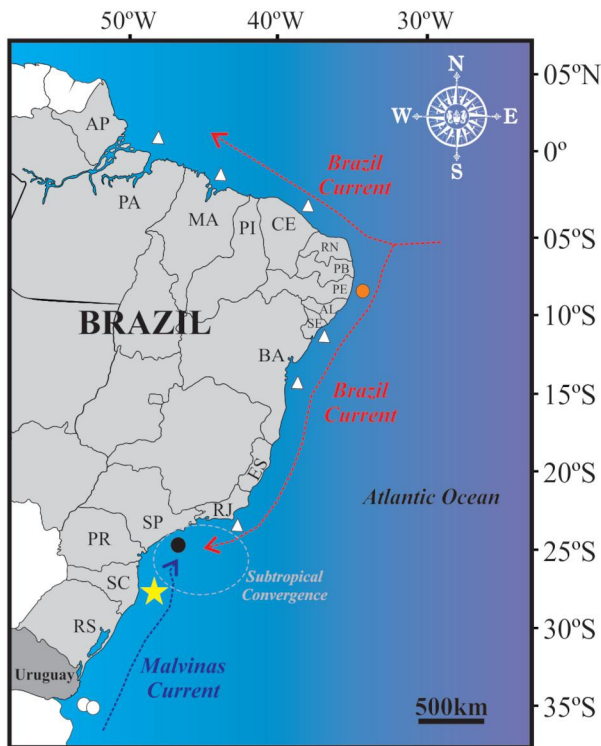 50ºW
40ºW
30ºW
05ºN
0º
05ºS
10ºS
15ºS
20ºS
25ºS
30ºS
35ºS
N
W
E
S
AP
PA
MA
PI
CE
RN
PB
PE
AL
SE
BA
ES
RJ
SP
PR
SC
RS
BRAZIL
Uruguay
Brazil
Current
Brazil
Current
Atlantic Ocean
Subtropical
Convergence
Malvinas
Current
500km